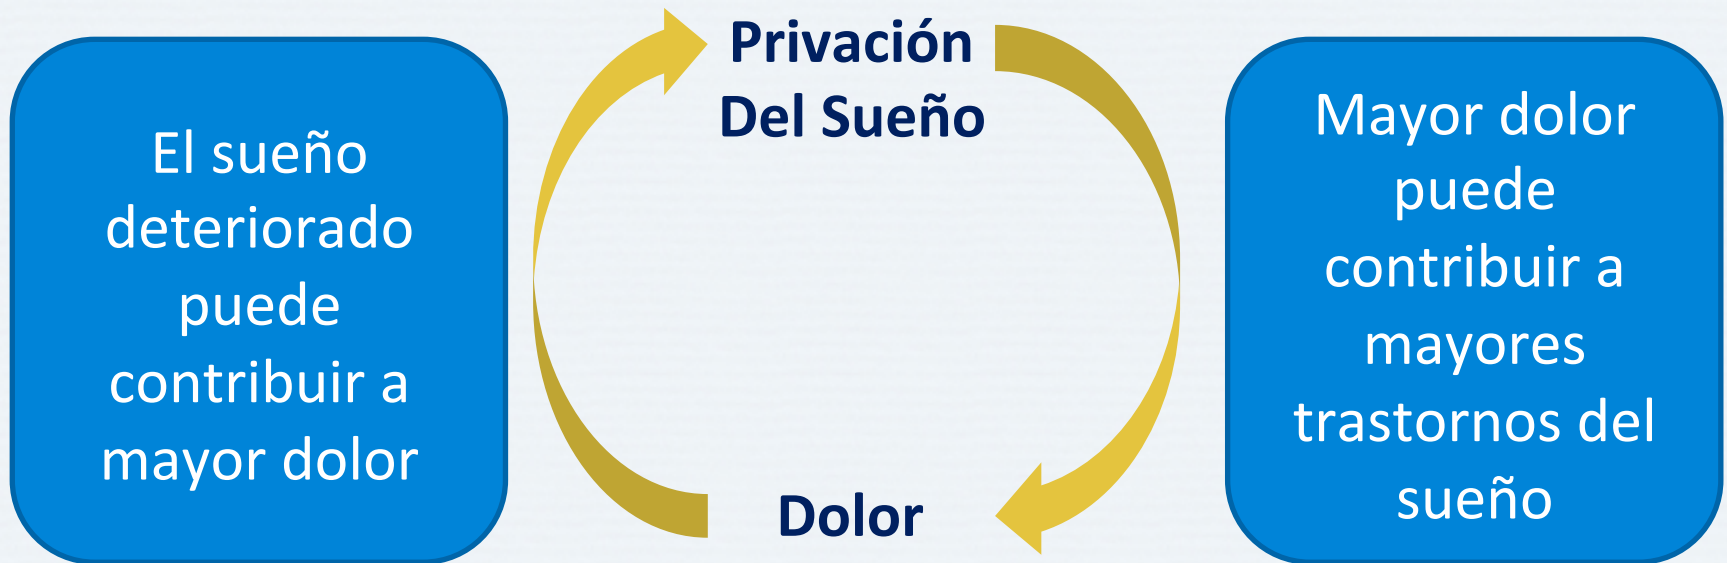 El sueño
deteriorado
puede
contribuir a
mayor dolor
Privación
Del Sueño
Dolor
Mayor dolor
puede
contribuir a
mayores
trastornos del
sueño